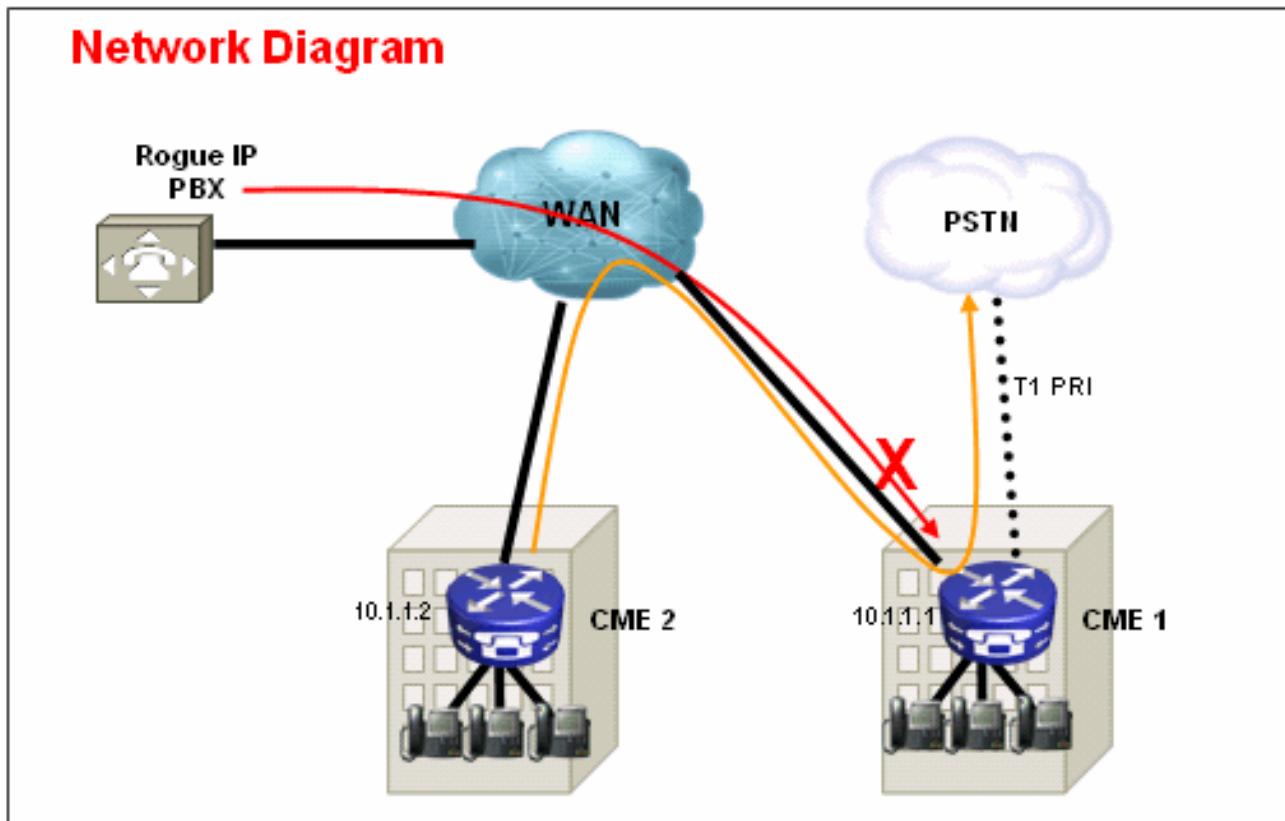 Network Diagram
Rogue IP
PBX
WAN
PSTN
T1 PRI
X
10.1.1.2
CME 2
10.1.1.1
CME 1